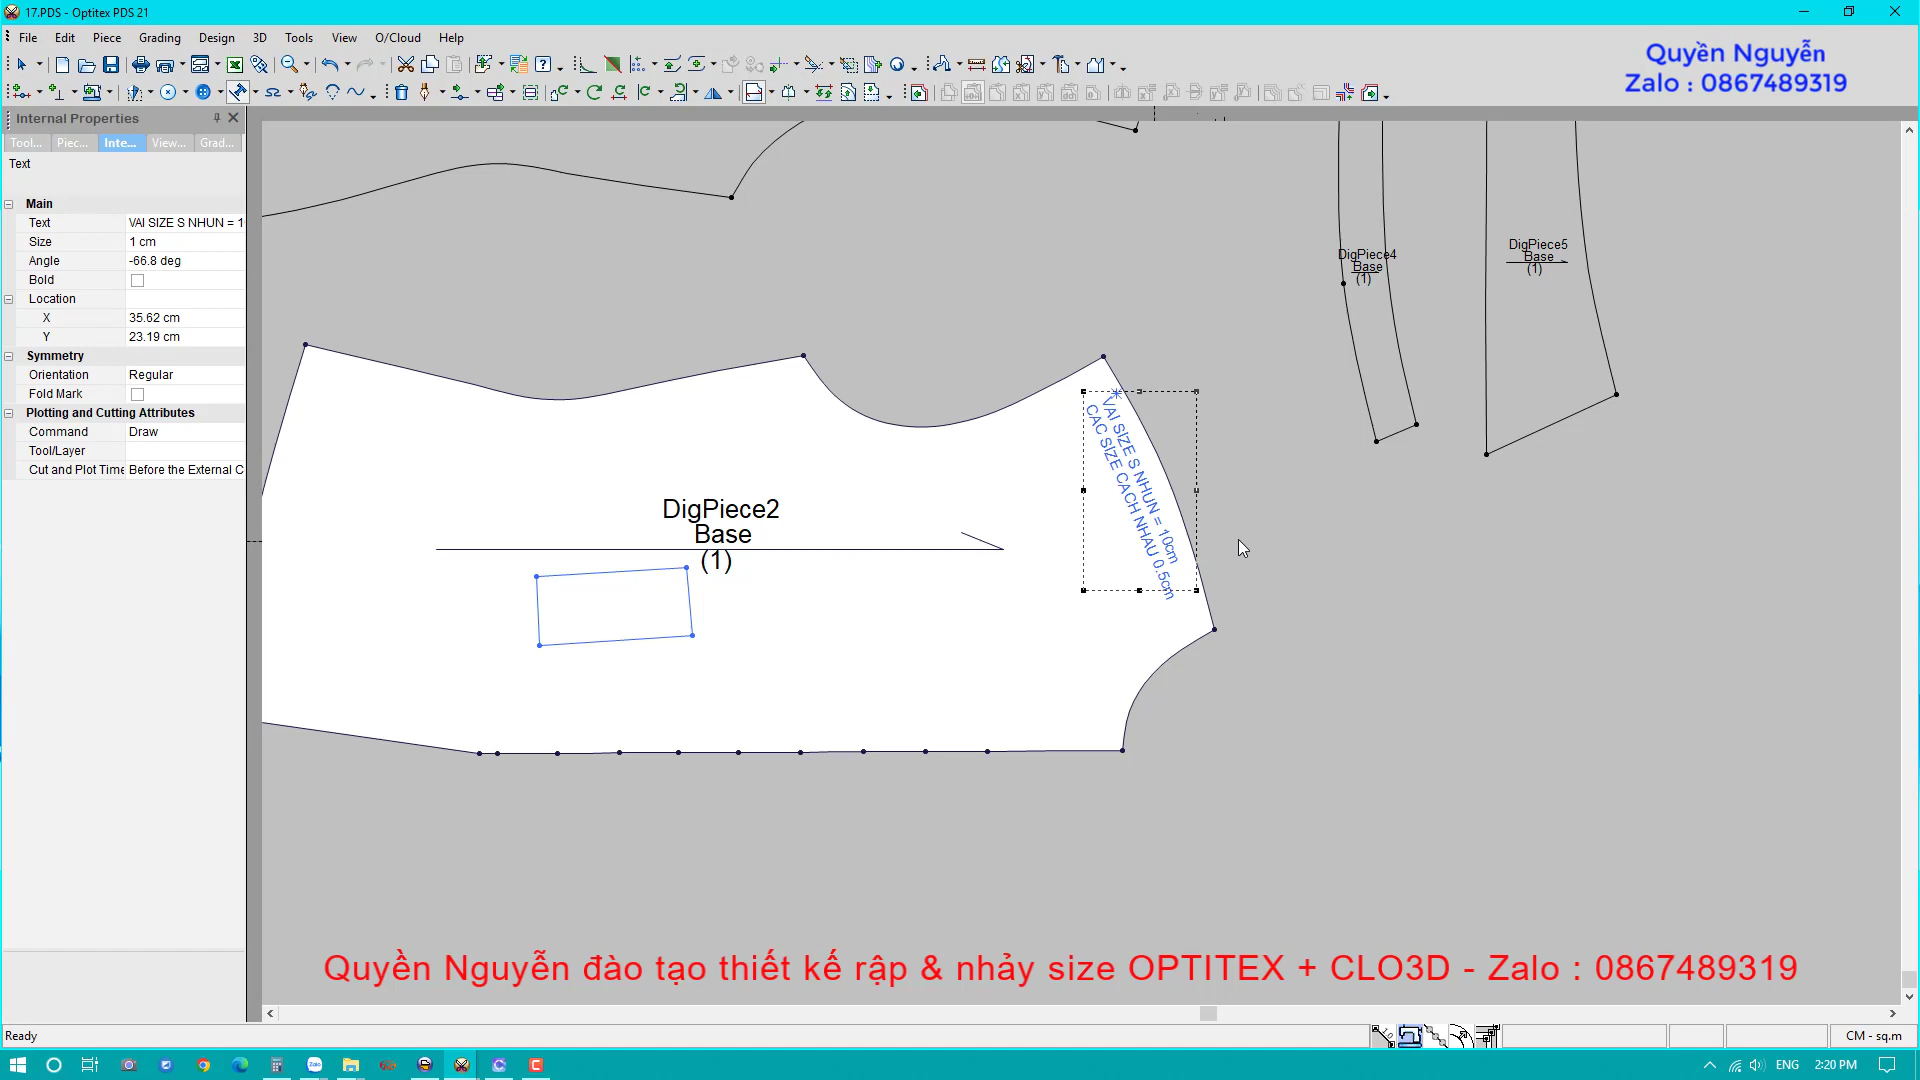 17.PDS - Optitex PDS 21
File Edit Piece Grading Design 3D Tools View O/Cloud Help
Quyền Nguyễn
Zalo : 0867489319
Internal Properties
Tool... Piec... Inte... View... Grad...
Text
Main
Text VAI SIZE S NHUN = 1
Size 1 cm
Angle -66.8 deg
Bold
Location
X 35.62 cm
Y 23.19 cm
Symmetry
Orientation Regular
Fold Mark
Plotting and Cutting Attributes
Command Draw
Tool/Layer
Cut and Plot Time Before the External C
DigPiece4
Base
(1)
DigPiece5
Base
(1)
VAI SIZE S NHUN = 10cm
CAC SIZE CACH NHAU 0.5cm
DigPiece2
Base
(1)
Quyền Nguyễn đào tạo thiết kế rập & nhảy size OPTITEX + CLO3D - Zalo : 0867489319
Ready
CM - sq.m
ENG 2:20 PM